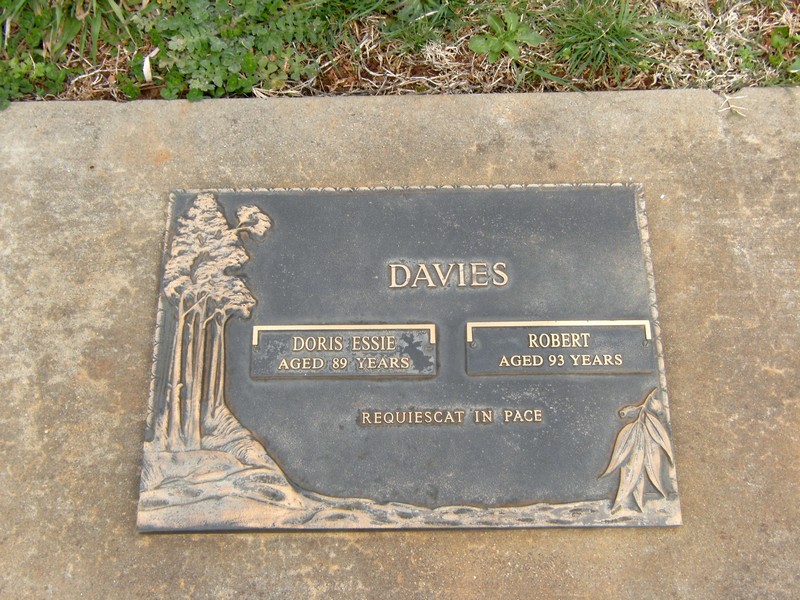 DAVIES
DORIS ESSIE
AGED 89 YEARS
ROBERT
AGED 93 YEARS
REQUIESCAT IN PACE